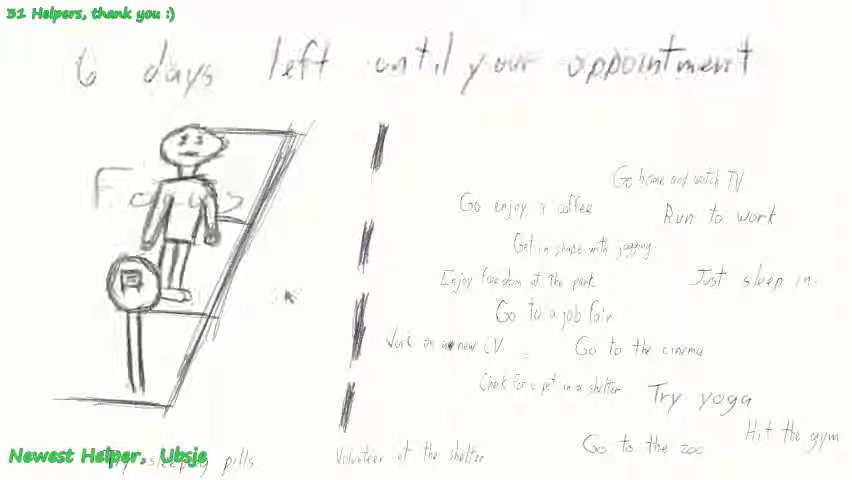 31 Helpers, thank you :)
6 days left until your appointment
Go home and watch TV
Go enjoy a coffee
Run to work
Get in shape with jogging.
Enjoy freedom at the park
Just sleep in.
Go to a job fair
Work on a new CV
Go to the cinema
Check for a pet in a shelter
Try yoga
Hit the gym
Go to the zoo
Newest Helper, Ubsje
sleeping pills
Volunteer at the shelter